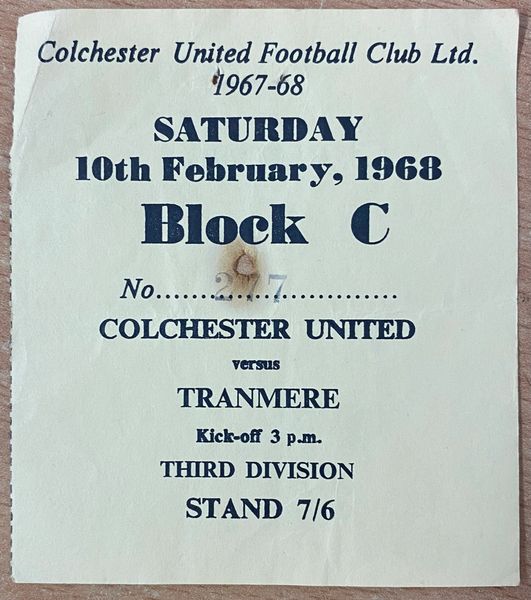 Colchester United Football Club Ltd.
1967-68
SATURDAY
10th February, 1968
Block C
No.............................. 277
COLCHESTER UNITED
versus
TRANMERE
Kick-off 3 p.m.
THIRD DIVISION
STAND 7/6